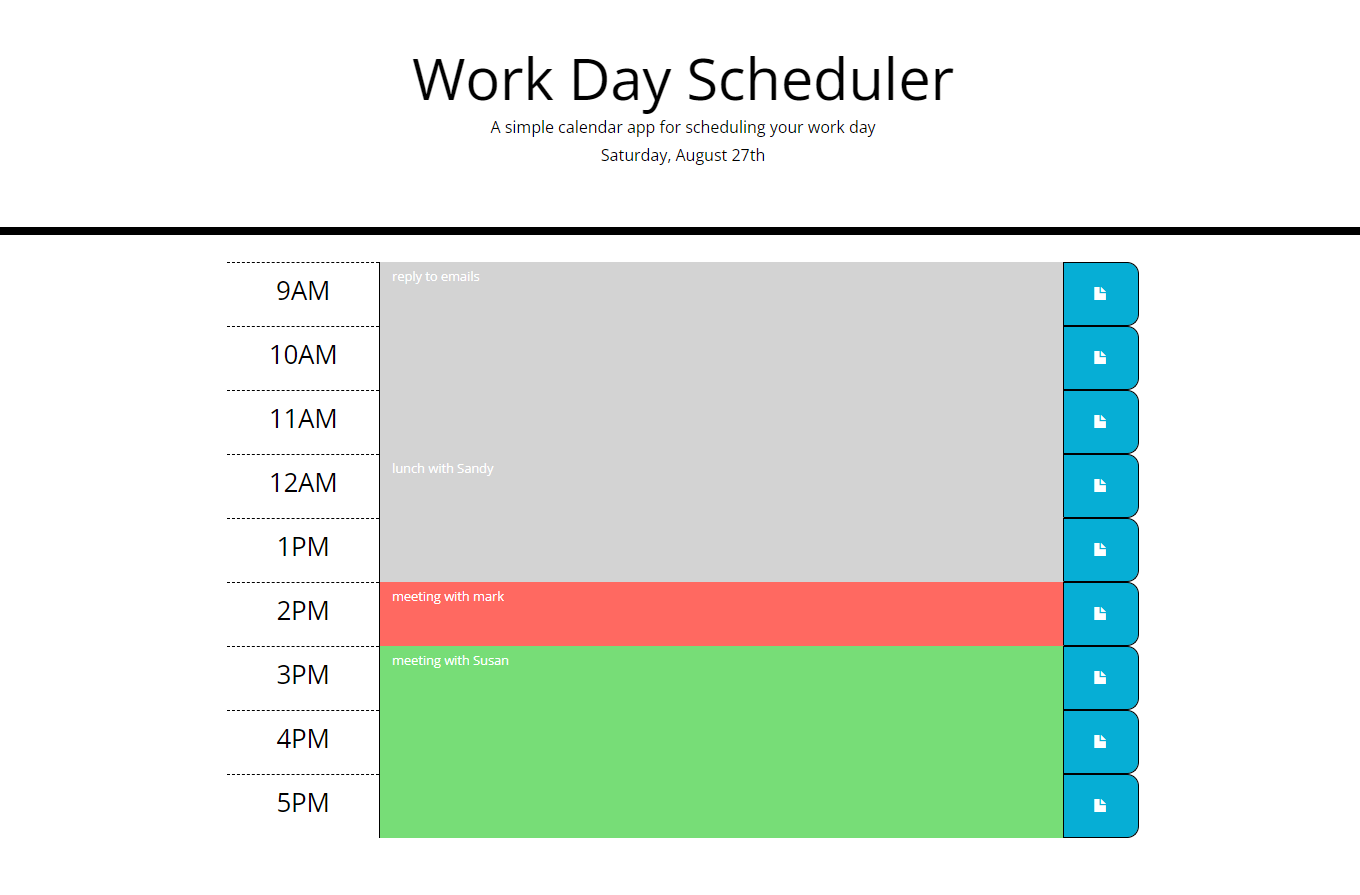 Work Day Scheduler
A simple calendar app for scheduling your work day
Saturday, August 27th
9AM
reply to emails
10AM
11AM
12AM
lunch with Sandy
1PM
2PM
meeting with mark
3PM
meeting with Susan
4PM
5PM